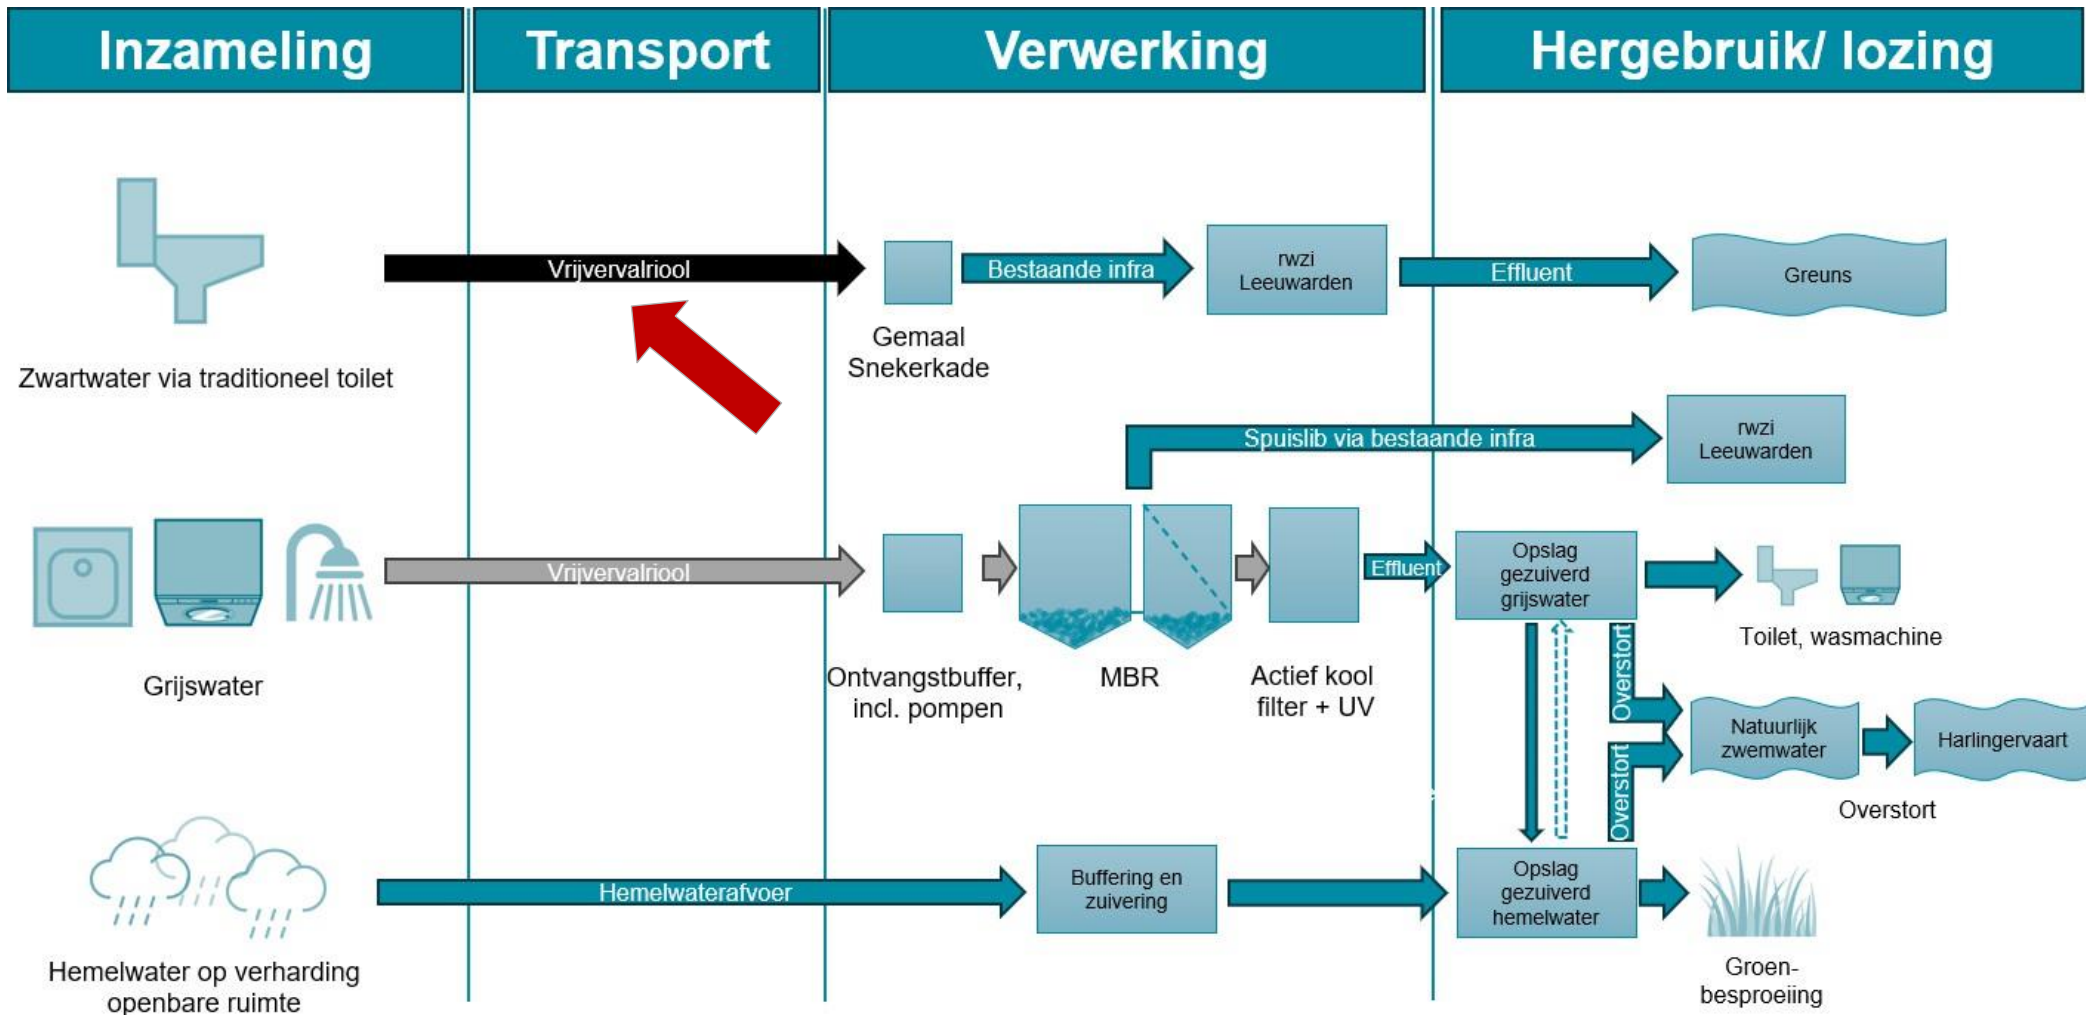 Inzameling
Transport
Verwerking
Hergebruik/ lozing
Zwartwater via traditioneel toilet
Vrijvervalriool
Gemaal
Snekerkade
Bestaande infra
rwzi
Leeuwarden
Effluent
Greuns
Spuislib via bestaande infra
rwzi
Leeuwarden
Grijswater
Vrijvervalriool
Ontvangstbuffer,
incl. pompen
MBR
Actief kool
filter + UV
Effluent
Opslag
gezuiverd
grijswater
Toilet, wasmachine
Overstort
Overstort
Natuurlijk
zwemwater
Harlingervaart
Overstort
Hemelwater op verharding
openbare ruimte
Hemelwaterafvoer
Buffering en
zuivering
Opslag
gezuiverd
hemelwater
Groen-
besproeiing